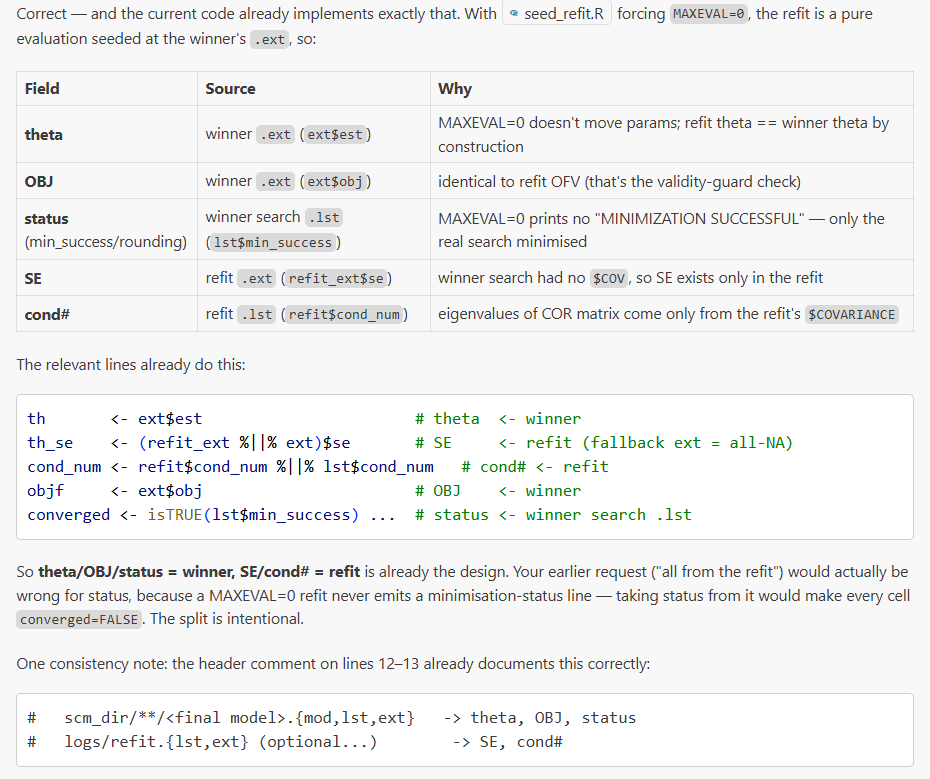 Correct — and the current code already implements exactly that. With seed_refit.R forcing MAXEVAL=0, the refit is a pure
evaluation seeded at the winner's .ext, so:
Field Source Why
theta winner .ext (ext$est) MAXEVAL=0 doesn't move params; refit theta == winner theta by
construction
OBJ winner .ext (ext$obj) identical to refit OFV (that's the validity-guard check)
status winner search .lst MAXEVAL=0 prints no "MINIMIZATION SUCCESSFUL" — only the
(min_success/rounding) (lst$min_success) real search minimised
SE refit .ext (refit_ext$se) winner search had no $COV, so SE exists only in the refit
cond# refit .lst (refit$cond_num) eigenvalues of COR matrix come only from the refit's $COVARIANCE
The relevant lines already do this:
th <- ext$est # theta <- winner
th_se <- (refit_ext %||% ext)$se # SE <- refit (fallback ext = all-NA)
cond_num <- refit$cond_num %||% lst$cond_num # cond# <- refit
objf <- ext$obj # OBJ <- winner
converged <- isTRUE(lst$min_success) ... # status <- winner search .lst
So theta/OBJ/status = winner, SE/cond# = refit is already the design. Your earlier request ("all from the refit") would actually be
wrong for status, because a MAXEVAL=0 refit never emits a minimisation-status line — taking status from it would make every cell
converged=FALSE. The split is intentional.
One consistency note: the header comment on lines 12–13 already documents this correctly:
# scm_dir/**/<final model>.{mod,lst,ext} -> theta, OBJ, status
# logs/refit.{lst,ext} (optional...) -> SE, cond#